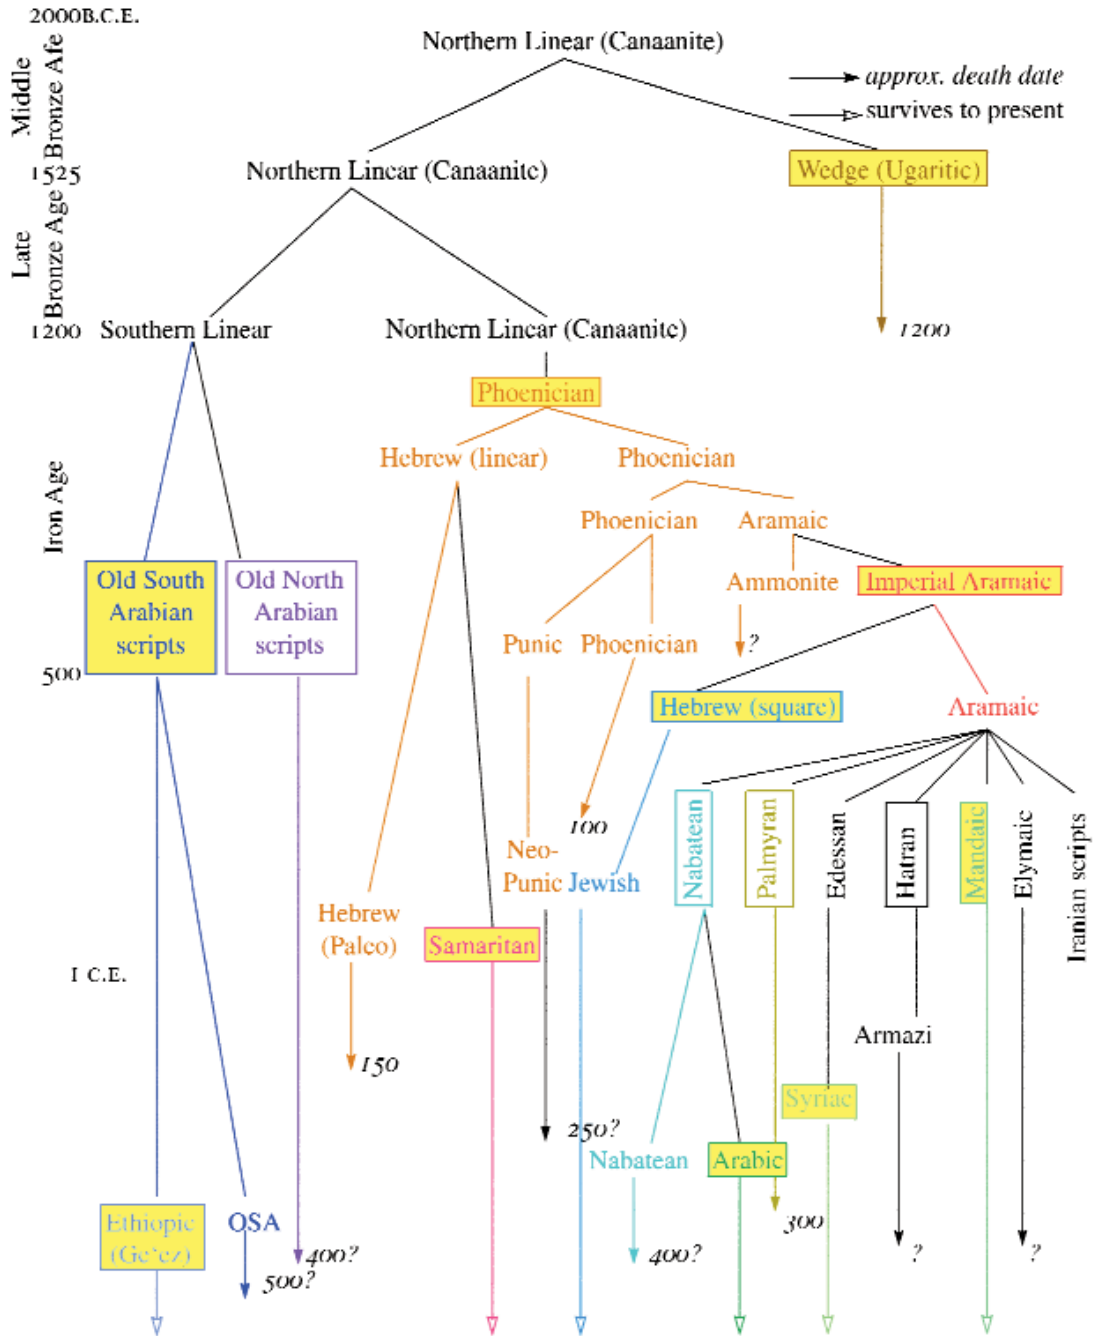 2000B.C.E.
Northern Linear (Canaanite)
Middle
Bronze Afe
approx. death date
survives to present
Northern Linear (Canaanite)
Wedge (Ugaritic)
1525
Late
Bronze Age
1200
Southern Linear
Northern Linear (Canaanite)
1200
Phoenician
Hebrew (linear)
Phoenician
Iron Age
Phoenician
Aramaic
Old South
Arabian
scripts
Old North
Arabian
scripts
Ammonite
Imperial Aramaic
Punic
Phoenician
?
500
Hebrew (square)
Aramaic
Nabatean
Palmyran
Edessan
Hatran
Mandaic
Elymaic
Iranian scripts
100
Neo-
Punic
Jewish
Hebrew
(Paleo)
Samaritan
1 C.E.
Armazi
150
Syriac
250?
Nabatean
Arabic
Ethiopic
(Ge‘ez)
OSA
300
400?
400?
?
?
500?